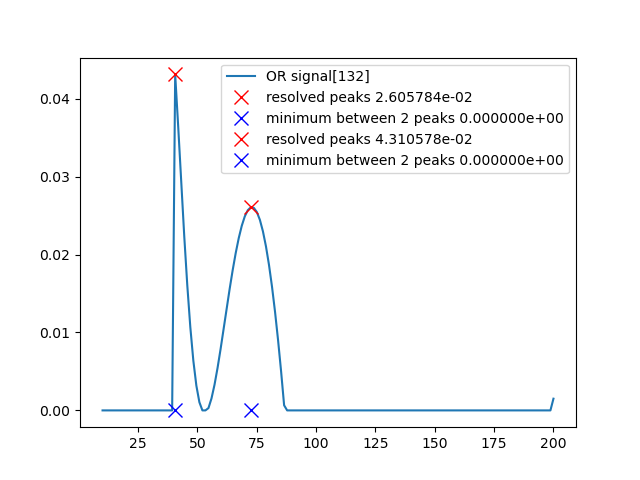 OR signal[132]
resolved peaks 2.605784e-02
minimum between 2 peaks 0.000000e+00
resolved peaks 4.310578e-02
minimum between 2 peaks 0.000000e+00
0.04
0.03
0.02
0.01
0.00
25 50 75 100 125 150 175 200